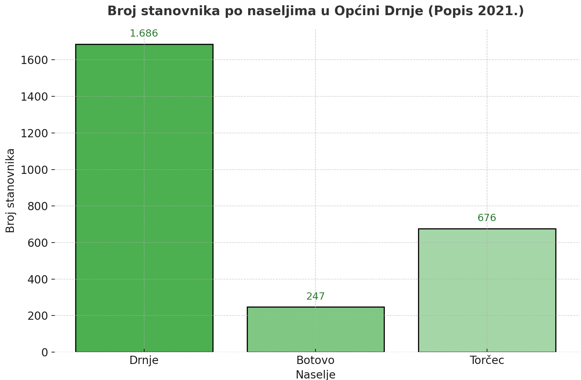 Broj stanovnika po naseljima u Općini Drnje (Popis 2021.)
1.686
1600
1400
1200
1000
800
600
400
200
0
676
247
Broj stanovnika
Drnje
Botovo
Torčec
Naselje